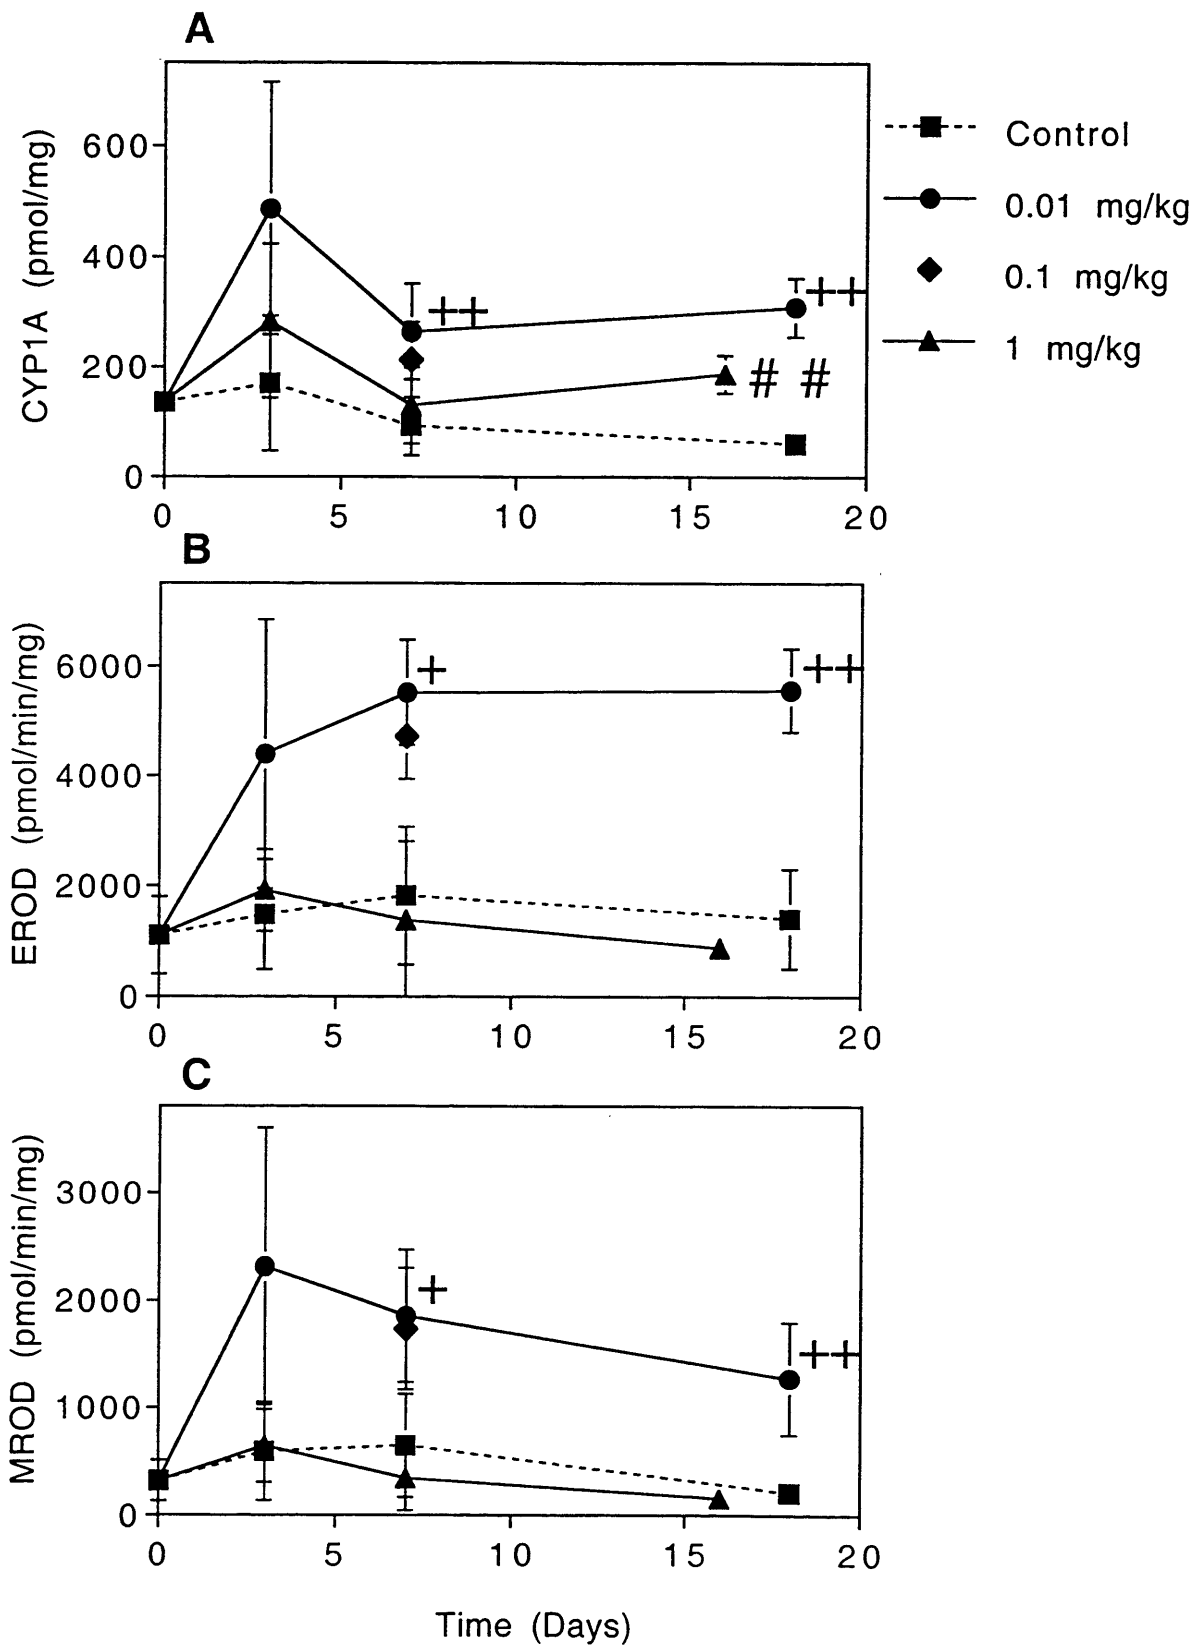 A
CYP1A (pmol/mg)
600
400
200
0
0 5 10 15 20
++
++
# #
Control
0.01 mg/kg
0.1 mg/kg
1 mg/kg
B
EROD (pmol/min/mg)
6000
4000
2000
0
0 5 10 15 20
+
++
C
MROD (pmol/min/mg)
3000
2000
1000
0
0 5 10 15 20
+
++
Time (Days)